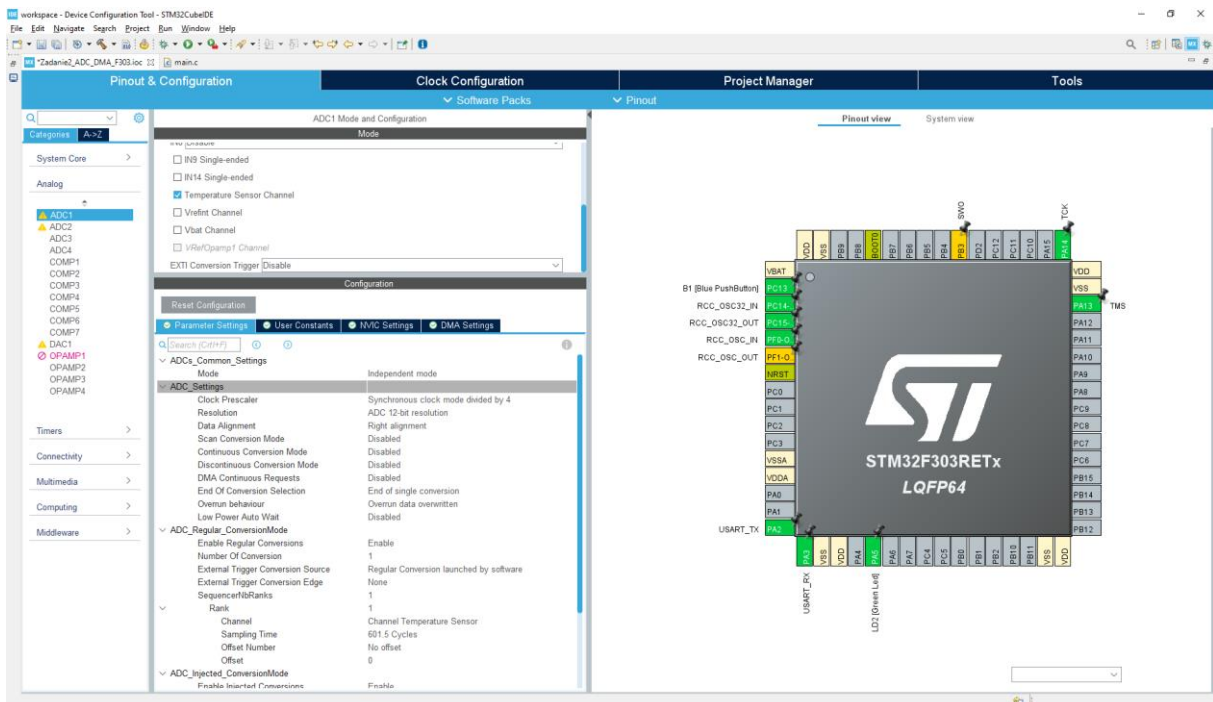 workspace - Device Configuration Tool - STM32CubeIDE
File Edit Navigate Search Project Run Window Help
*Zadanie2_ADC_DMA_F303.ioc
main.c
Pinout & Configuration
Clock Configuration
Project Manager
Tools
Software Packs
Pinout
Categories A->Z
System Core
Analog
ADC1
ADC2
ADC3
ADC4
COMP1
COMP2
COMP3
COMP4
COMP5
COMP6
COMP7
DAC1
OPAMP1
OPAMP2
OPAMP3
OPAMP4
Timers
Connectivity
Multimedia
Computing
Middleware
ADC1 Mode and Configuration
Mode
Disable
IN9 Single-ended
IN14 Single-ended
Temperature Sensor Channel
Vrefint Channel
Vbat Channel
VRefOpamp1 Channel
EXTI Conversion Trigger Disable
Configuration
Reset Configuration
Parameter Settings User Constants NVIC Settings DMA Settings
Search (Crtl+F)
ADCs_Common_Settings
Mode Independent mode
ADC_Settings
Clock Prescaler Synchronous clock mode divided by 4
Resolution ADC 12-bit resolution
Data Alignment Right alignment
Scan Conversion Mode Disabled
Continuous Conversion Mode Disabled
Discontinuous Conversion Mode Disabled
DMA Continuous Requests Disabled
End Of Conversion Selection End of single conversion
Overrun behaviour Overrun data overwritten
Low Power Auto Wait Disabled
ADC_Regular_ConversionMode
Enable Regular Conversions Enable
Number Of Conversion 1
External Trigger Conversion Source Regular Conversion launched by software
External Trigger Conversion Edge None
SequencerNbRanks 1
Rank 1
Channel Channel Temperature Sensor
Sampling Time 601.5 Cycles
Offset Number No offset
Offset 0
ADC_Injected_ConversionMode
Enable Injected Conversions Enable
Pinout view System view
SWO
TCK
VDD VSS PB9 PB8 BOOT0 PB7 PB6 PB5 PB4 PB3 PD2 PC12 PC11 PC10 PA15 PA14
VBAT
B1 [Blue PushButton] PC13
RCC_OSC32_IN PC14-
RCC_OSC32_OUT PC15-
RCC_OSC_IN PF0-O
RCC_OSC_OUT PF1-O
NRST
PC0
PC1
PC2
PC3
VSSA
VDDA
PA0
PA1
USART_TX PA2
STM32F303RETx
LQFP64
VDD
VSS
PA13 TMS
PA12
PA11
PA10
PA9
PA8
PC9
PC8
PC7
PC6
PB15
PB14
PB13
PB12
PA3 VSS VDD PA4 PA5 PA6 PA7 PC4 PC5 PB0 PB1 PB2 PB10 PB11 VSS VDD
USART_RX
LD2 [Green Led]